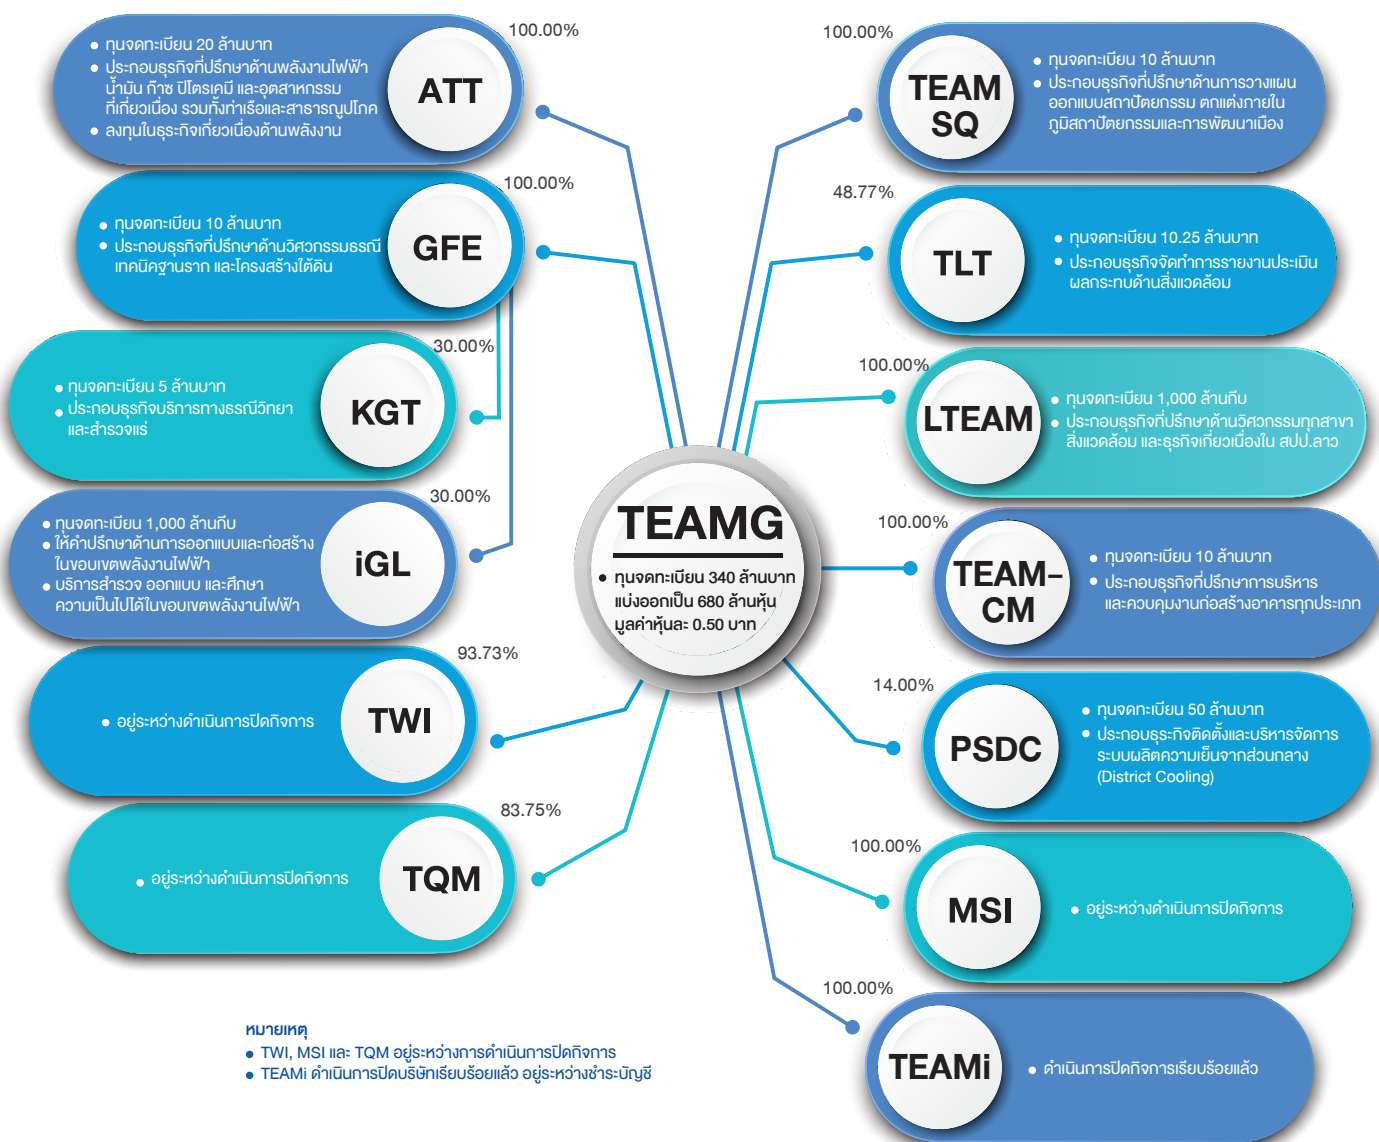 100.00%
ATT
• ทุนจดทะเบียน 20 ล้านบาท
• ประกอบธุรกิจที่ปรึกษาด้านพลังงานไฟฟ้า
น้ำมัน ก๊าซ ปิโตรเคมี และอุตสาหกรรม
ที่เกี่ยวเนื่อง รวมทั้งท่าเรือและสาธารณูปโภค
• ลงทุนในธุระกิจเกี่ยวเนื่องด้านพลังงาน
100.00%
GFE
• ทุนจดทะเบียน 10 ล้านบาท
• ประกอบธุรกิจที่ปรึกษาด้านวิศวกรรมธรณี
เทคนิคฐานราก และโครงสร้างใต้ดิน
30.00%
KGT
• ทุนจดทะเบียน 5 ล้านบาท
• ประกอบธุรกิจบริการทางธรณีวิทยา
และสำรวจแร่
30.00%
iGL
• ทุนจดทะเบียน 1,000 ล้านกีบ
• ให้คำปรึกษาด้านการออกแบบและก่อสร้าง
ในขอบเขตพลังงานไฟฟ้า
• บริการสำรวจ ออกแบบ และศึกษา
ความเป็นไปได้ในขอบเขตพลังงานไฟฟ้า
93.73%
TWI
• อยู่ระหว่างดำเนินการปิดกิจการ
83.75%
TQM
• อยู่ระหว่างดำเนินการปิดกิจการ
TEAMG
• ทุนจดทะเบียน 340 ล้านบาท
แบ่งออกเป็น 680 ล้านหุ้น
มูลค่าหุ้นละ 0.50 บาท
100.00%
TEAM
SQ
• ทุนจดทะเบียน 10 ล้านบาท
• ประกอบธุรกิจที่ปรึกษาด้านการวางแผน
ออกแบบสถาปัตยกรรม ตกแต่งภายใน
ภูมิสถาปัตยกรรมและการพัฒนาเมือง
48.77%
TLT
• ทุนจดทะเบียน 10.25 ล้านบาท
• ประกอบธุรกิจจัดทำการรายงานประเมิน
ผลกระทบด้านสิ่งแวดล้อม
100.00%
LTEAM
• ทุนจดทะเบียน 1,000 ล้านกีบ
• ประกอบธุรกิจที่ปรึกษาด้านวิศวกรรมทุกสาขา
สิ่งแวดล้อม และธุรกิจเกี่ยวเนื่องใน สปป.ลาว
100.00%
TEAM–
CM
• ทุนจดทะเบียน 10 ล้านบาท
• ประกอบธุรกิจที่ปรึกษาการบริหาร
และควบคุมงานก่อสร้างอาคารทุกประเภท
14.00%
PSDC
• ทุนจดทะเบียน 50 ล้านบาท
• ประกอบธุระกิจติดตั้งและบริหารจัดการ
ระบบผลิตความเย็นจากส่วนกลาง
(District Cooling)
100.00%
MSI
• อยู่ระหว่างดำเนินการปิดกิจการ
100.00%
TEAMi
• ดำเนินการปิดกิจการเรียบร้อยแล้ว
หมายเหตุ
• TWI, MSI และ TQM อยู่ระหว่างการดำเนินการปิดกิจการ
• TEAMi ดำเนินการปิดบริษัทเรียบร้อยแล้ว อยู่ระหว่างชำระบัญชี